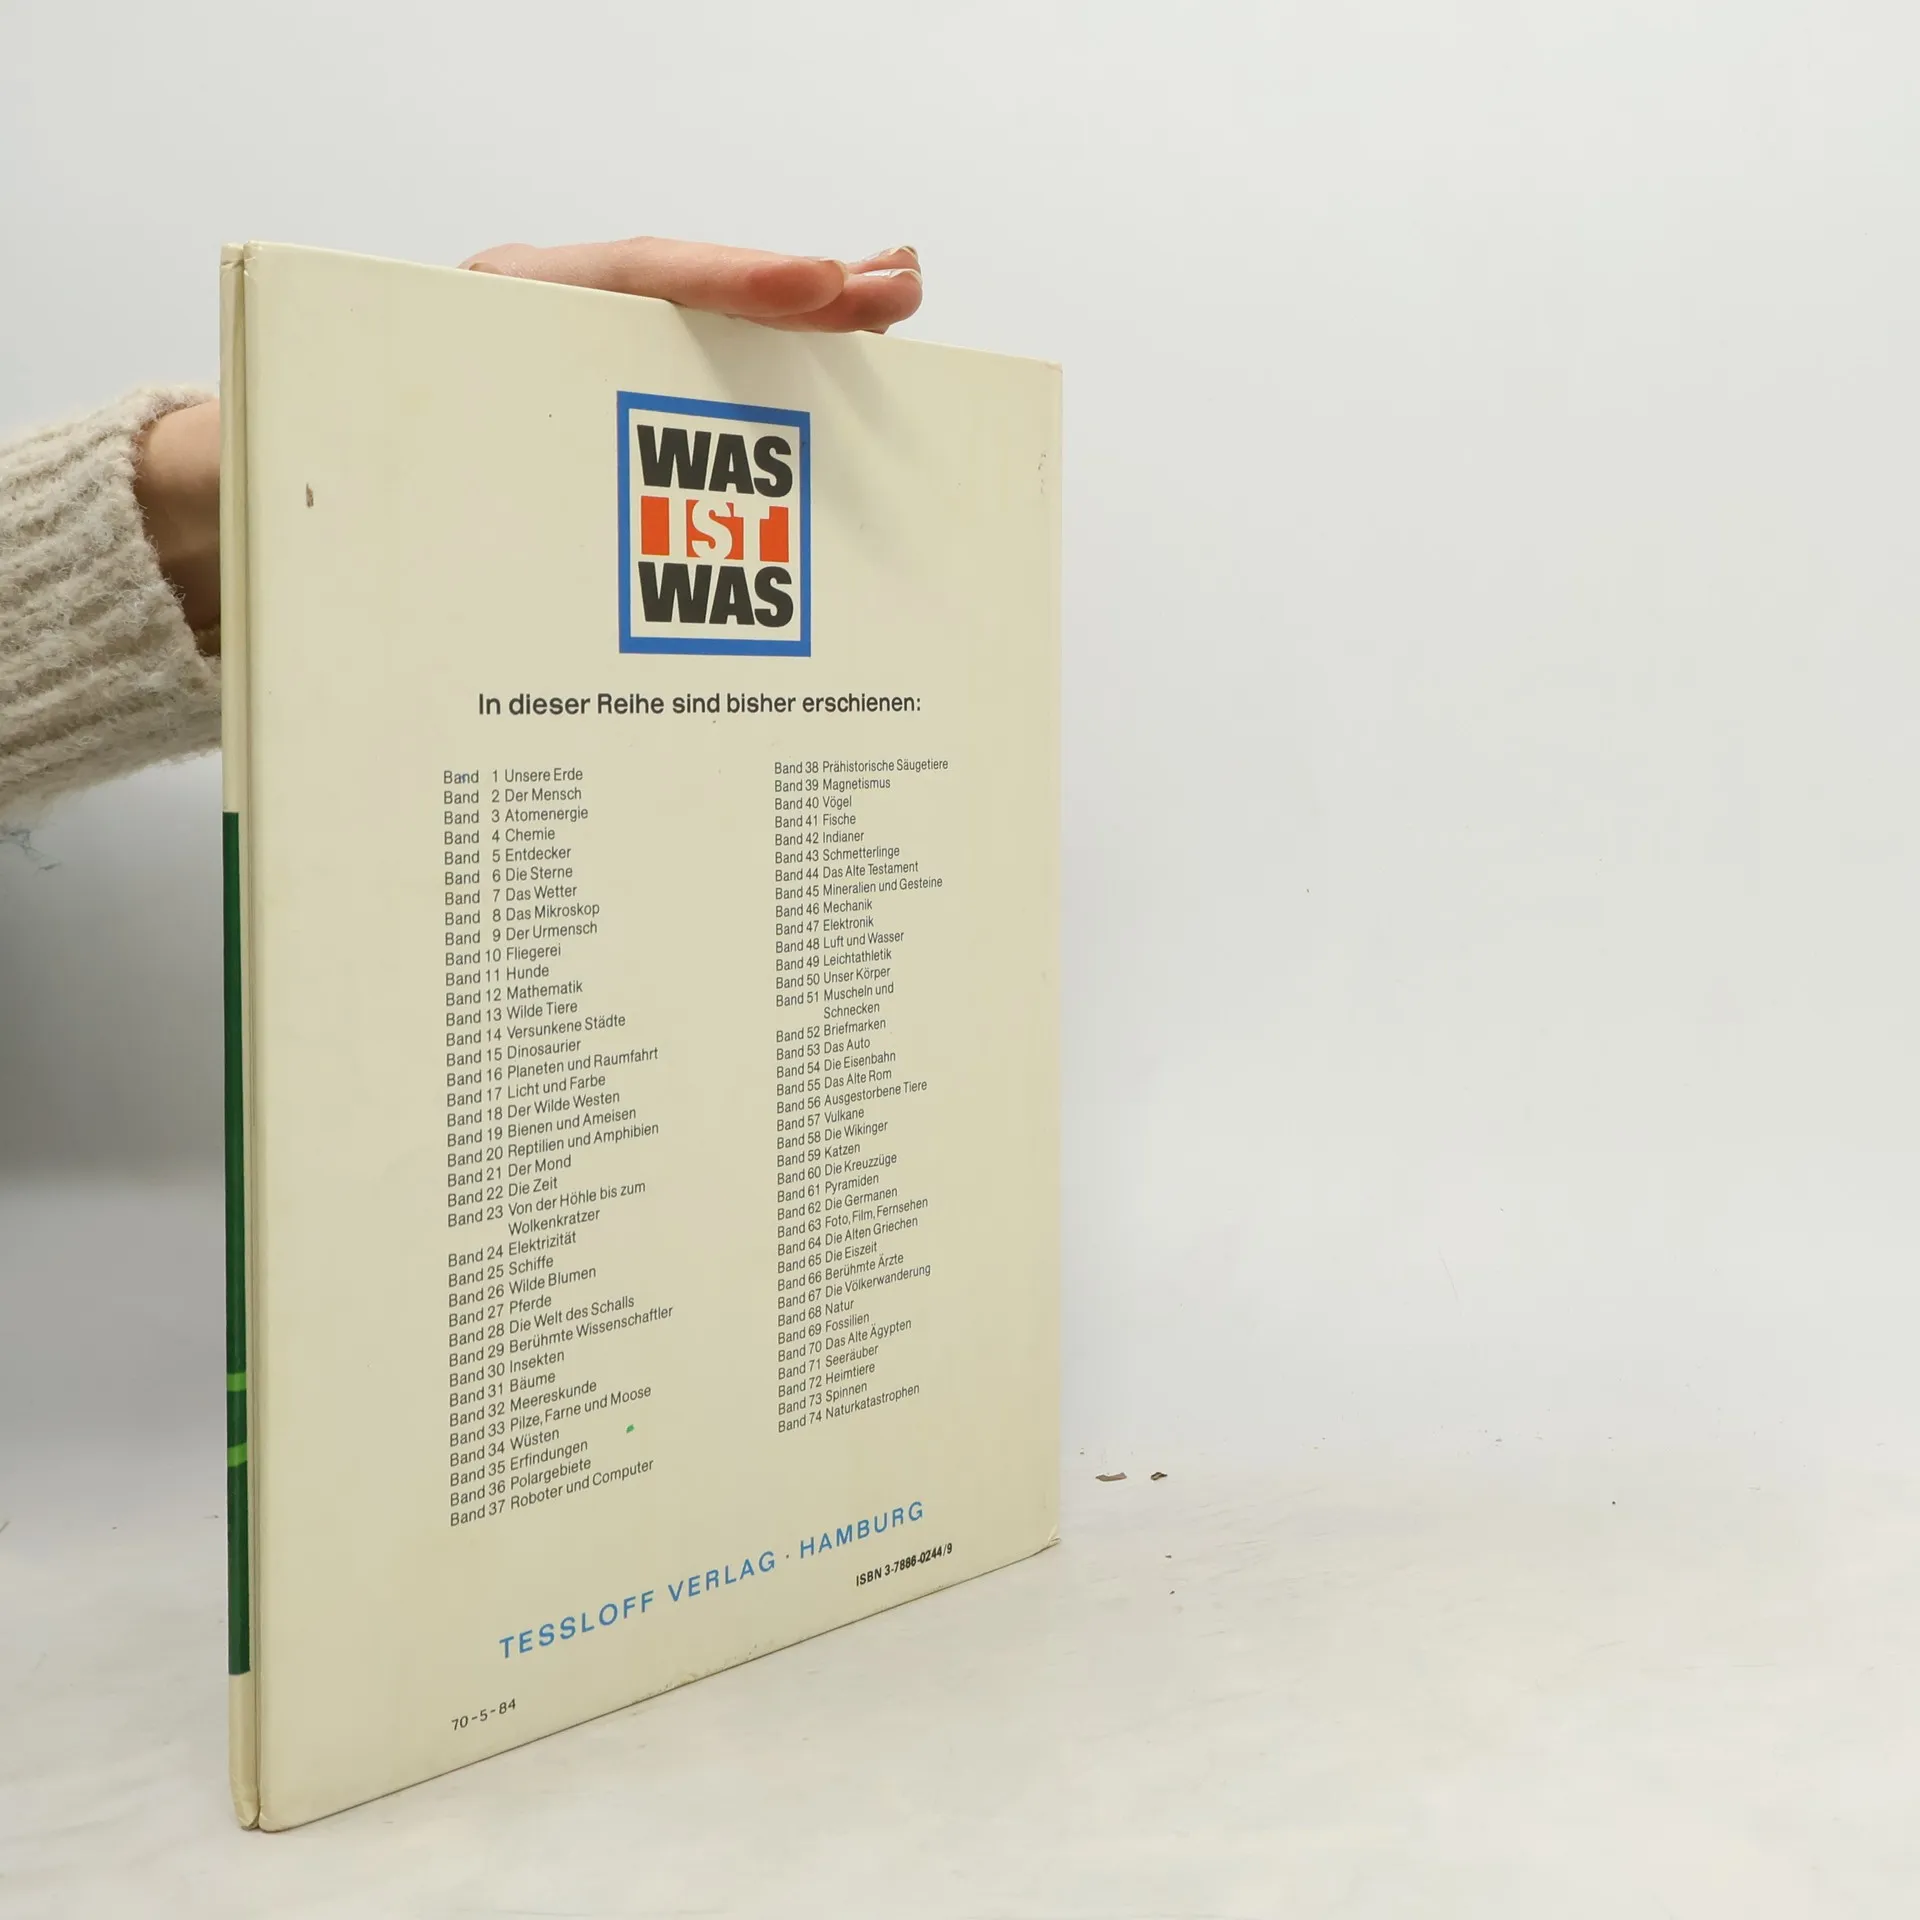 WAS
IST
WAS
In dieser Reihe sind bisher erschienen:
Band 1 Unsere Erde
Band 2 Der Mensch
Band 3 Atomenergie
Band 4 Chemie
Band 5 Entdecker
Band 6 Die Sterne
Band 7 Das Wetter
Band 8 Das Mikroskop
Band 9 Der Urmensch
Band 10 Fliegerei
Band 11 Hunde
Band 12 Mathematik
Band 13 Wilde Tiere
Band 14 Versunkene Städte
Band 15 Dinosaurier
Band 16 Planeten und Raumfahrt
Band 17 Licht und Farbe
Band 18 Der Wilde Westen
Band 19 Bienen und Ameisen
Band 20 Reptilien und Amphibien
Band 21 Der Mond
Band 22 Die Zeit
Band 23 Von der Höhle bis zum
Wolkenkratzer
Band 24 Elektrizität
Band 25 Schiffe
Band 26 Wilde Blumen
Band 27 Pferde
Band 28 Die Welt des Schalls
Band 29 Berühmte Wissenschaftler
Band 30 Insekten
Band 31 Bäume
Band 32 Meereskunde
Band 33 Pilze, Farne und Moose
Band 34 Wüsten
Band 35 Erfindungen
Band 36 Polargebiete
Band 37 Roboter und Computer
Band 38 Prähistorische Säugetiere
Band 39 Magnetismus
Band 40 Vögel
Band 41 Fische
Band 42 Indianer
Band 43 Schmetterlinge
Band 44 Das Alte Testament
Band 45 Mineralien und Gesteine
Band 46 Mechanik
Band 47 Elektronik
Band 48 Luft und Wasser
Band 49 Leichtathletik
Band 50 Unser Körper
Band 51 Muscheln und
Schnecken
Band 52 Briefmarken
Band 53 Das Auto
Band 54 Die Eisenbahn
Band 55 Das Alte Rom
Band 56 Ausgestorbene Tiere
Band 57 Vulkane
Band 58 Die Wikinger
Band 59 Katzen
Band 60 Die Kreuzzüge
Band 61 Pyramiden
Band 62 Die Germanen
Band 63 Foto, Film, Fernsehen
Band 64 Die Alten Griechen
Band 65 Die Eiszeit
Band 66 Berühmte Ärzte
Band 67 Die Völkerwanderung
Band 68 Natur
Band 69 Fossilien
Band 70 Das Alte Ägypten
Band 71 Seeräuber
Band 72 Heimtiere
Band 73 Spinnen
Band 74 Naturkatastrophen
TESSLOFF VERLAG · HAMBURG
ISBN 3-7886-0244/9
70-5-84